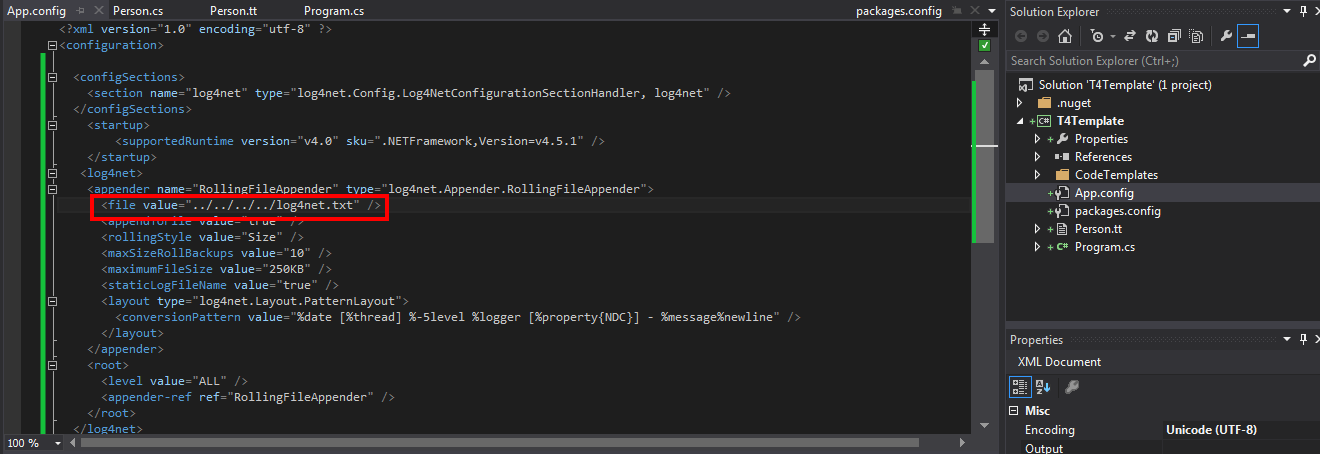 App.config
Person.cs
Person.tt
Program.cs
packages.config
<?xml version="1.0" encoding="utf-8" ?>
<configuration>
<configSections>
<section name="log4net" type="log4net.Config.Log4NetConfigurationSectionHandler, log4net" />
</configSections>
<startup>
<supportedRuntime version="v4.0" sku=".NETFramework,Version=v4.5.1" />
</startup>
<log4net>
<appender name="RollingFileAppender" type="log4net.Appender.RollingFileAppender">
<file value="../../../../log4net.txt" />
<appendToFile value="true" />
<rollingStyle value="Size" />
<maxSizeRollBackups value="10" />
<maximumFileSize value="250KB" />
<staticLogFileName value="true" />
<layout type="log4net.Layout.PatternLayout">
<conversionPattern value="%date [%thread] %-5level %logger [%property{NDC}] - %message%newline" />
</layout>
</appender>
<root>
<level value="ALL" />
<appender-ref ref="RollingFileAppender" />
</root>
</log4net>
100 %
Solution Explorer
Search Solution Explorer (Ctrl+;)
Solution 'T4Template' (1 project)
.nuget
T4Template
Properties
References
CodeTemplates
App.config
packages.config
Person.tt
Program.cs
Properties
XML Document
Misc
Encoding Unicode (UTF-8)
Output